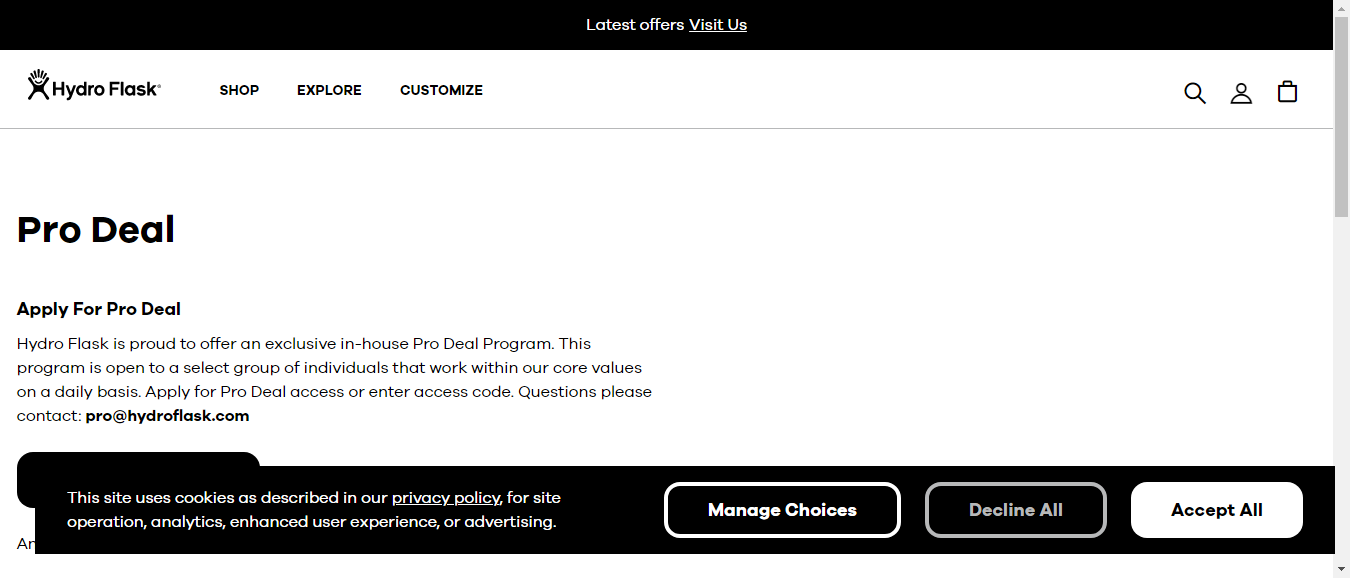 Latest offers Visit Us
Hydro Flask
SHOP EXPLORE CUSTOMIZE
Pro Deal
Apply For Pro Deal
Hydro Flask is proud to offer an exclusive in-house Pro Deal Program. This
program is open to a select group of individuals that work within our core values
on a daily basis. Apply for Pro Deal access or enter access code. Questions please
contact: pro@hydroflask.com
This site uses cookies as described in our privacy policy, for site
operation, analytics, enhanced user experience, or advertising.
Manage Choices
Decline All
Accept All